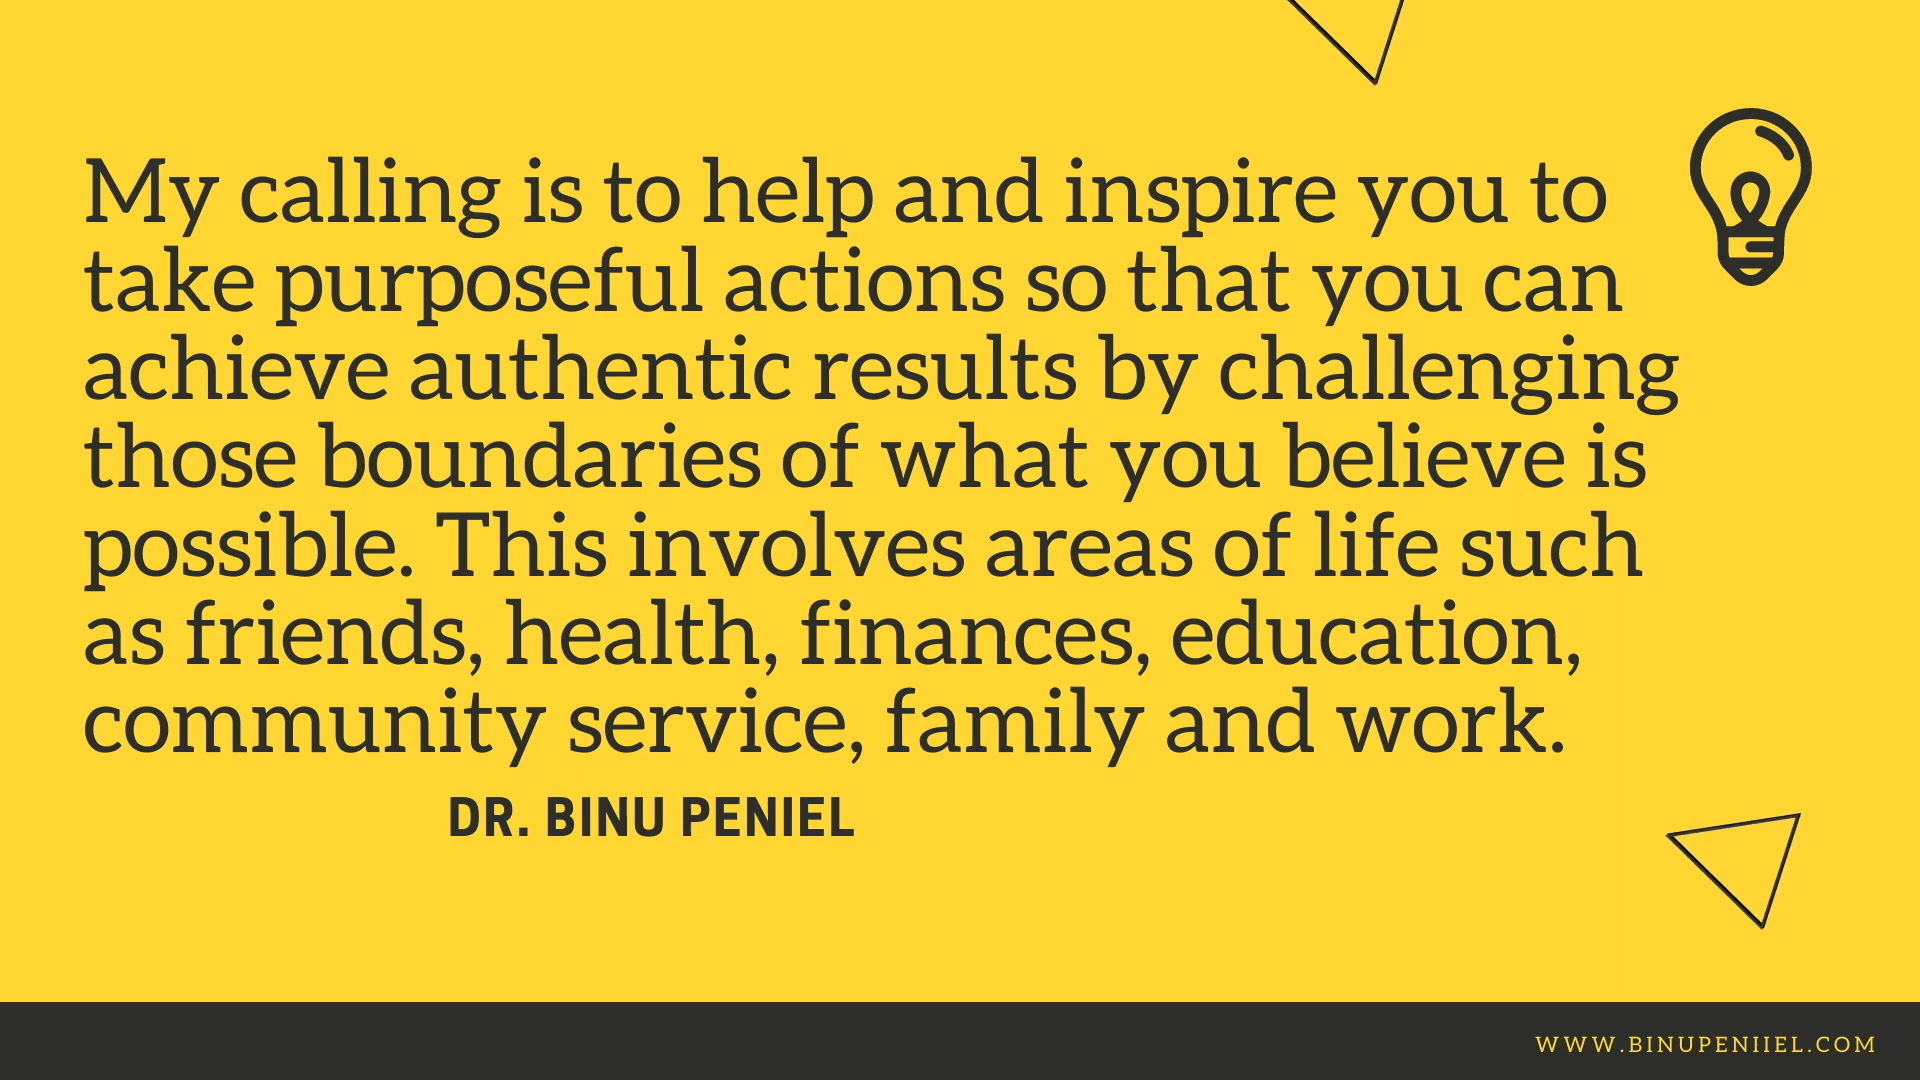 My calling is to help and inspire you to
take purposeful actions so that you can
achieve authentic results by challenging
those boundaries of what you believe is
possible. This involves areas of life such
as friends, health, finances, education,
community service, family and work.
DR. BINU PENIEL
WWW.BINUPENIIEL.COM